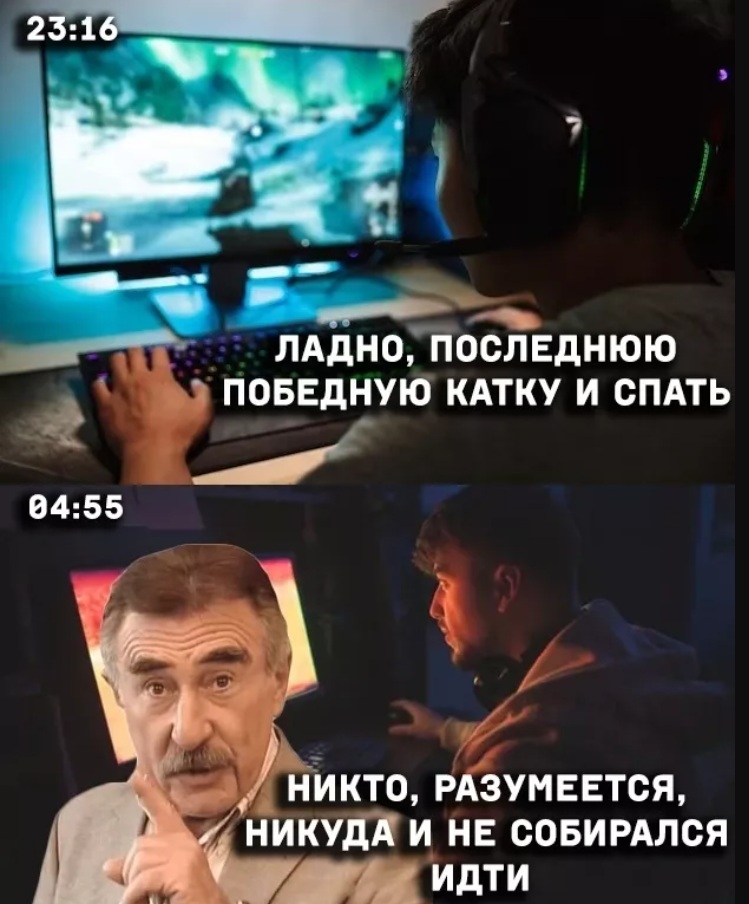 23:16
ЛАДНО, ПОСЛЕДНЮЮ
ПОБЕДНУЮ КАТКУ И СПАТЬ
04:55
НИКТО, РАЗУМЕЕТСЯ,
НИКУДА И НЕ СОБИРАЛСЯ
ИДТИ